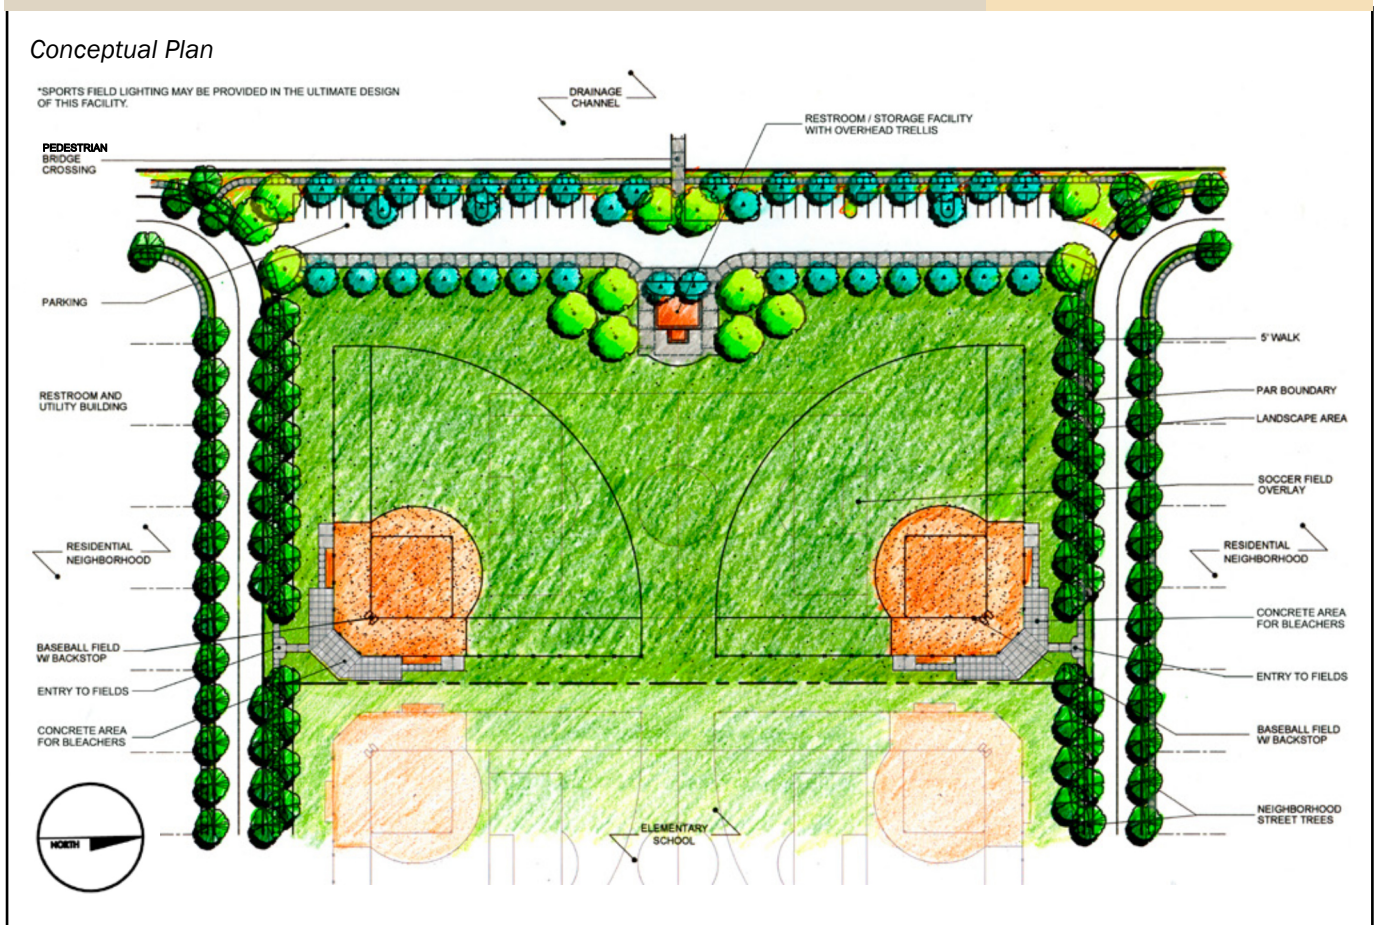 Conceptual Plan
*SPORTS FIELD LIGHTING MAY BE PROVIDED IN THE ULTIMATE DESIGN
OF THIS FACILITY.
DRAINAGE
CHANNEL
RESTROOM / STORAGE FACILITY
WITH OVERHEAD TRELLIS
PEDESTRIAN
BRIDGE
CROSSING
PARKING
RESTROOM AND
UTILITY BUILDING
RESIDENTIAL
NEIGHBORHOOD
BASEBALL FIELD
W/ BACKSTOP
ENTRY TO FIELDS
CONCRETE AREA
FOR BLEACHERS
NORTH
ELEMENTARY
SCHOOL
5' WALK
PAR BOUNDARY
LANDSCAPE AREA
SOCCER FIELD
OVERLAY
RESIDENTIAL
NEIGHBORHOOD
CONCRETE AREA
FOR BLEACHERS
ENTRY TO FIELDS
BASEBALL FIELD
W/ BACKSTOP
NEIGHBORHOOD
STREET TREES